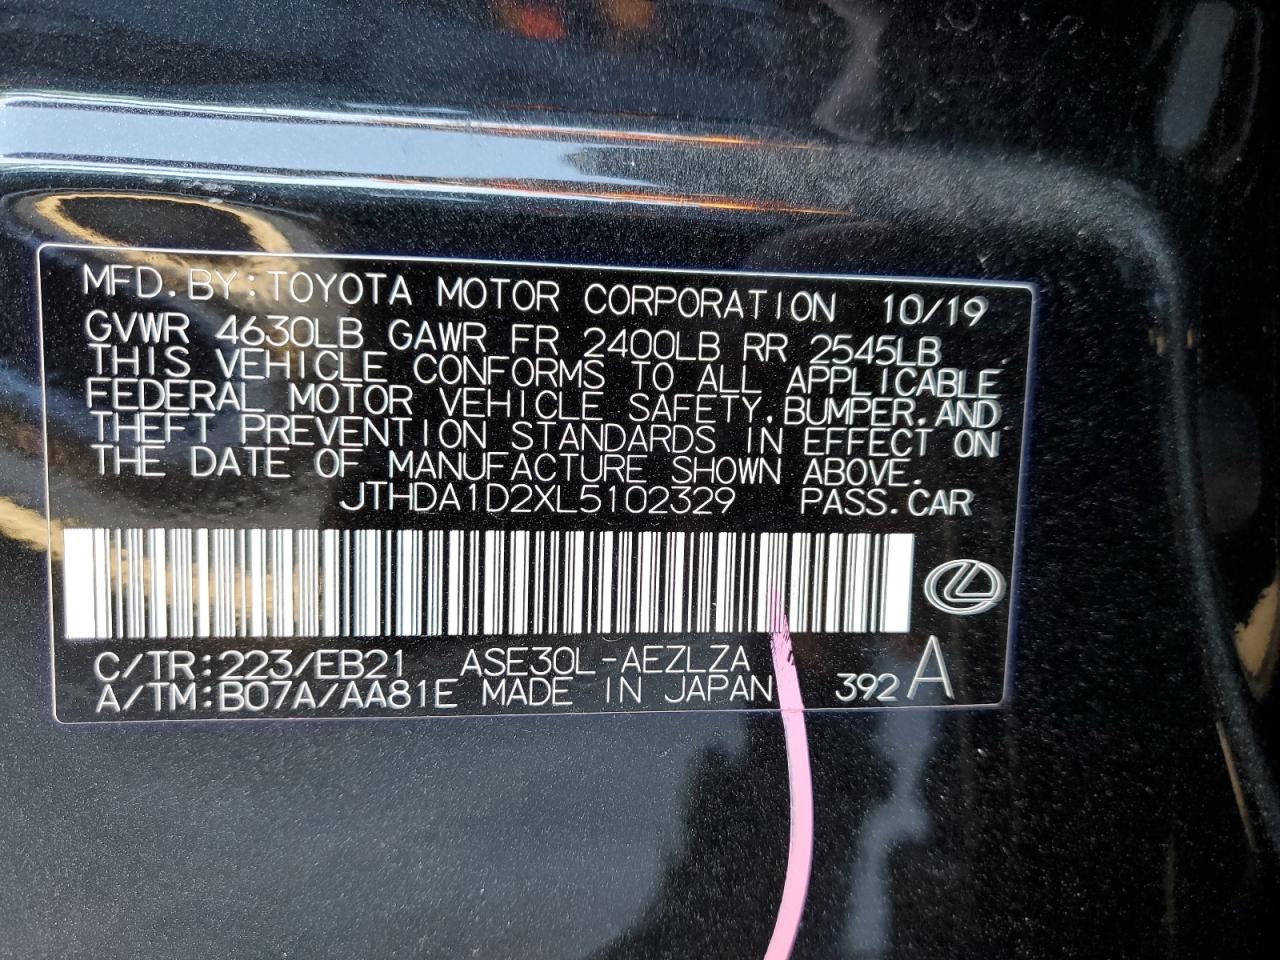 MFD. BY: TOYOTA MOTOR CORPORATION 10/19
GVWR 4630LB GAWR FR 2400LB RR 2545LB
THIS VEHICLE CONFORMS TO ALL APPLICABLE
FEDERAL MOTOR VEHICLE SAFETY, BUMPER, AND
THEFT PREVENTION STANDARDS IN EFFECT ON
THE DATE OF MANUFACTURE SHOWN ABOVE.
JTHDA1D2XL5102329 PASS. CAR
C/TR: 223/EB21 ASE30L-AEZLZA
A/TM: B07A/AA81E MADE IN JAPAN 392 A